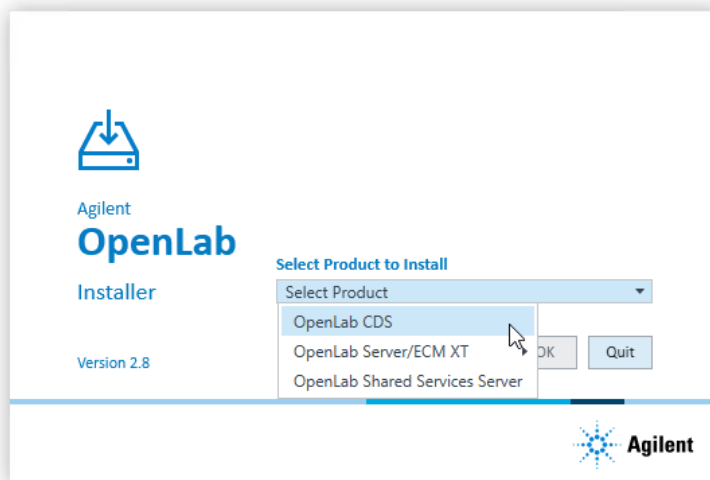 Agilent
OpenLab
Installer
Version 2.8
Select Product to Install
Select Product
OpenLab CDS
OpenLab Server/ECM XT
OpenLab Shared Services Server
OK
Quit
Agilent